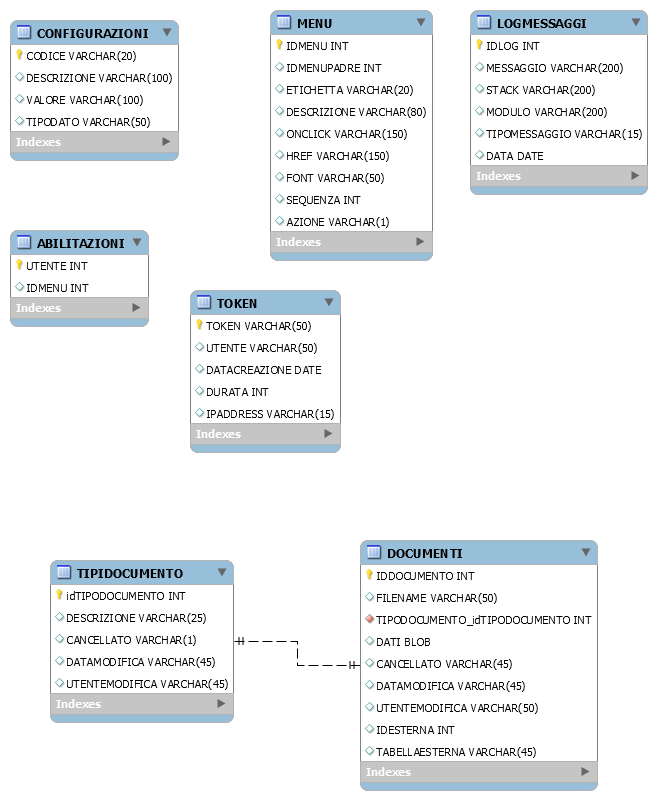 CONFIGURAZIONI
CODICE VARCHAR(20)
DESCRIZIONE VARCHAR(100)
VALORE VARCHAR(100)
TIPODATO VARCHAR(50)
Indexes
MENU
IDMENU INT
IDMENUPADRE INT
ETICHETTA VARCHAR(20)
DESCRIZIONE VARCHAR(80)
ONCLICK VARCHAR(150)
HREF VARCHAR(150)
FONT VARCHAR(50)
SEQUENZA INT
AZIONE VARCHAR(1)
Indexes
LOGMESSAGGI
IDLOG INT
MESSAGGIO VARCHAR(200)
STACK VARCHAR(200)
MODULO VARCHAR(200)
TIPOMESSAGGIO VARCHAR(15)
DATA DATE
Indexes
ABILITAZIONI
UTENTE INT
IDMENU INT
Indexes
TOKEN
TOKEN VARCHAR(50)
UTENTE VARCHAR(50)
DATACREAZIONE DATE
DURATA INT
IPADDRESS VARCHAR(15)
Indexes
TIPIDOCUMENTO
idTIPODOCUMENTO INT
DESCRIZIONE VARCHAR(25)
CANCELLATO VARCHAR(1)
DATAMODIFICA VARCHAR(45)
UTENTEMODIFICA VARCHAR(45)
Indexes
DOCUMENTI
IDDOCUMENTO INT
FILENAME VARCHAR(50)
TIPODOCUMENTO_idTIPODOCUMENTO INT
DATI BLOB
CANCELLATO VARCHAR(45)
DATAMODIFICA VARCHAR(45)
UTENTEMODIFICA VARCHAR(50)
IDESTERNA INT
TABELLAESTERNA VARCHAR(45)
Indexes